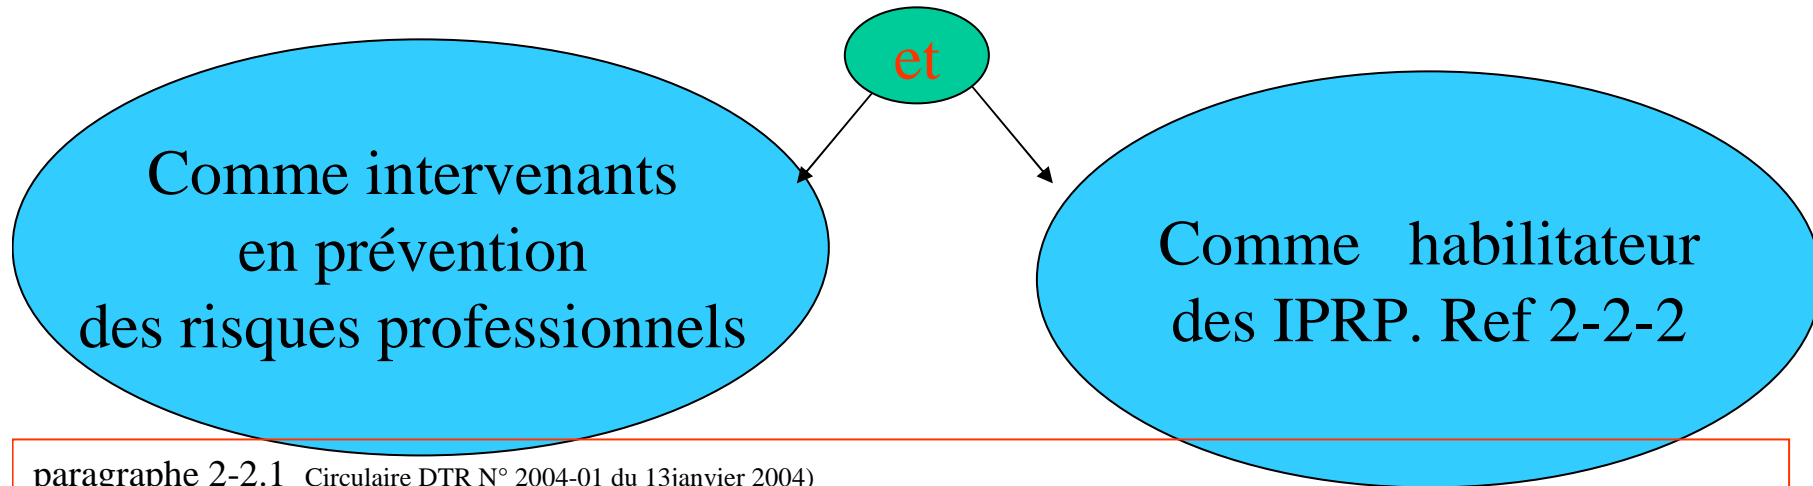 et
Comme intervenants
en prévention
des risques professionnels
Comme habilitateur
des IPRP. Ref 2-2-2
paragraphe 2-2.1 Circulaire DTR N° 2004-01 du 13janvier 2004)